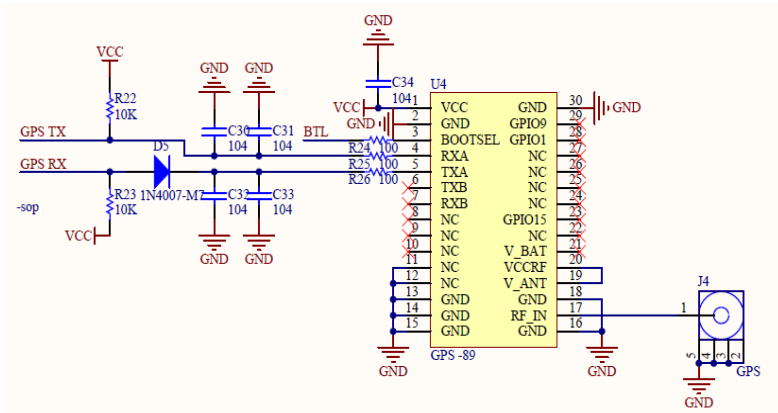 GND
VCC
GND
GND
C34
104
U4
R22
10K
VCC
1
VCC
GND
30
GND
C30
104
C31
104
GND
2
GND
GPIO9
29
GPS TX
BTL
3
BOOTSEL
GPIO1
28
D5
R24
100
4
RXA
NC
27
GPS RX
R25
100
5
TXA
NC
26
R26
100
6
TXB
NC
25
1N4007-M7
7
RXB
NC
24
R23
10K
C32
104
C33
104
-sop
8
NC
GPIO15
23
VCC
9
NC
NC
22
10
NC
V_BAT
21
GND
GND
11
NC
VCCRF
20
12
NC
V_ANT
19
J4
13
GND
GND
18
14
GND
RF_IN
17
1
15
GND
GND
16
GPS -89
5
4
3
2
GPS
GND
GND
GND